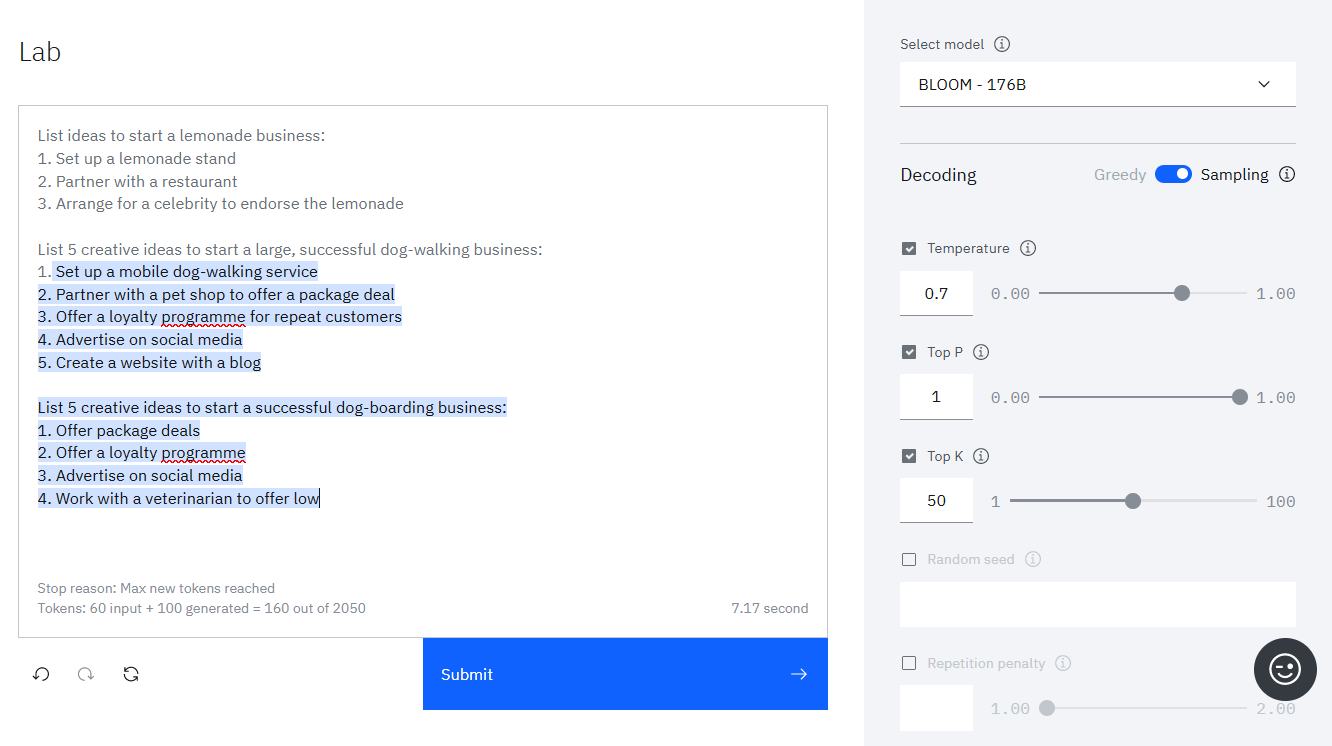 Lab
List ideas to start a lemonade business:
1. Set up a lemonade stand
2. Partner with a restaurant
3. Arrange for a celebrity to endorse the lemonade
List 5 creative ideas to start a large, successful dog-walking business:
1. Set up a mobile dog-walking service
2. Partner with a pet shop to offer a package deal
3. Offer a loyalty programme for repeat customers
4. Advertise on social media
5. Create a website with a blog
List 5 creative ideas to start a successful dog-boarding business:
1. Offer package deals
2. Offer a loyalty programme
3. Advertise on social media
4. Work with a veterinarian to offer low
Stop reason: Max new tokens reached
Tokens: 60 input + 100 generated = 160 out of 2050 7.17 second
Submit
Select model
BLOOM - 176B
Decoding Greedy Sampling
Temperature
0.7 0.00 1.00
Top P
1 0.00 1.00
Top K
50 1 100
Random seed
Repetition penalty
1.00 2.00